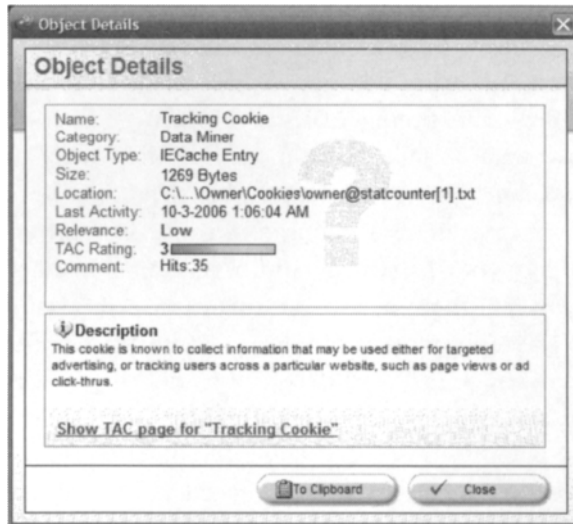 Object Details
Object Details
Name: Tracking Cookie
Category: Data Miner
Object Type: IECache Entry
Size: 1269 Bytes
Location: C:\...\Owner\Cookies\owner@statcounter[1].txt
Last Activity: 10-3-2006 1:06:04 AM
Relevance: Low
TAC Rating: 3
Comment: Hits:35
Description
This cookie is known to collect information that may be used either for targeted
advertising, or tracking users across a particular website, such as page views or ad
click-thrus.
Show TAC page for "Tracking Cookie"
To Clipboard
Close